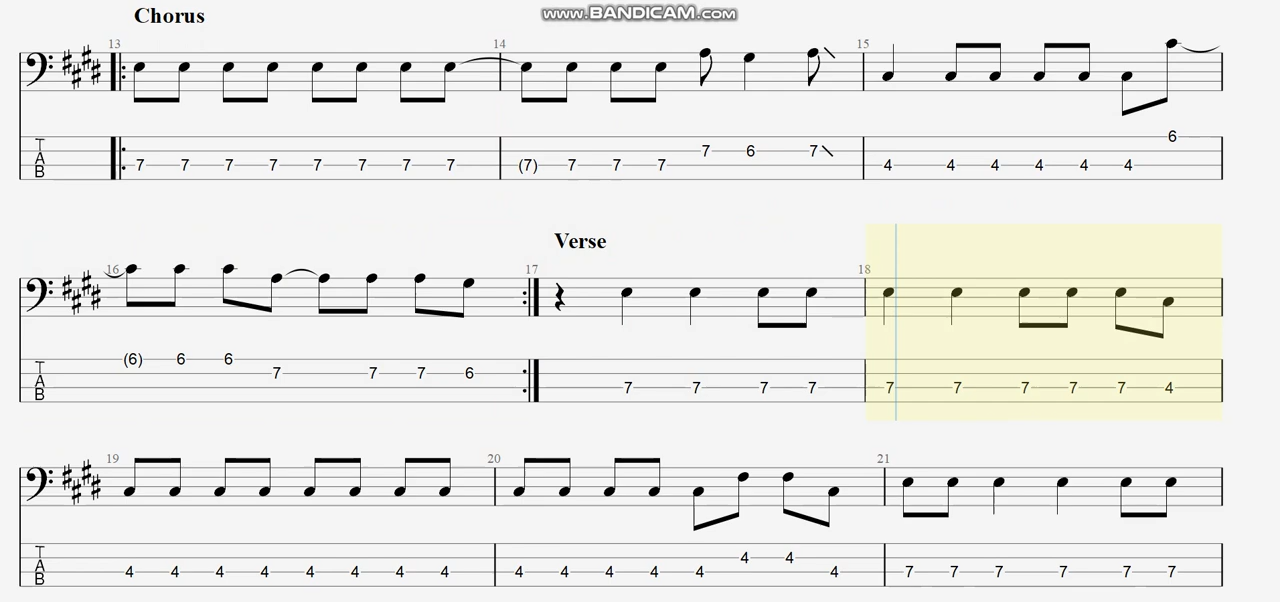 www.BANDICAM.com
Chorus
13 14 15
T A B 7 7 7 7 7 7 7 7 (7) 7 7 7 7 6 7 4 4 4 4 4 4 6
Verse
16 17 18
T A B (6) 6 6 7 7 7 6 7 7 7 7 7 7 7 7 7 4
19 20 21
T A B 4 4 4 4 4 4 4 4 4 4 4 4 4 4 4 4 7 7 7 7 7 7